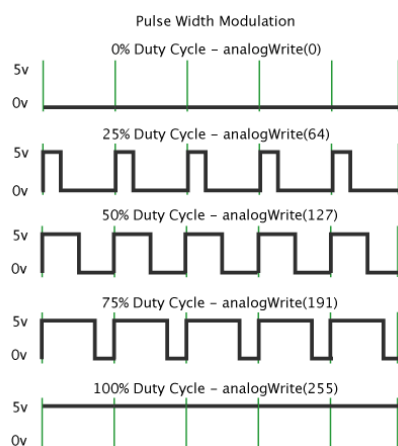 Pulse Width Modulation
0% Duty Cycle – analogWrite(0)
5v
0v
25% Duty Cycle – analogWrite(64)
5v
0v
50% Duty Cycle – analogWrite(127)
5v
0v
75% Duty Cycle – analogWrite(191)
5v
0v
100% Duty Cycle – analogWrite(255)
5v
0v